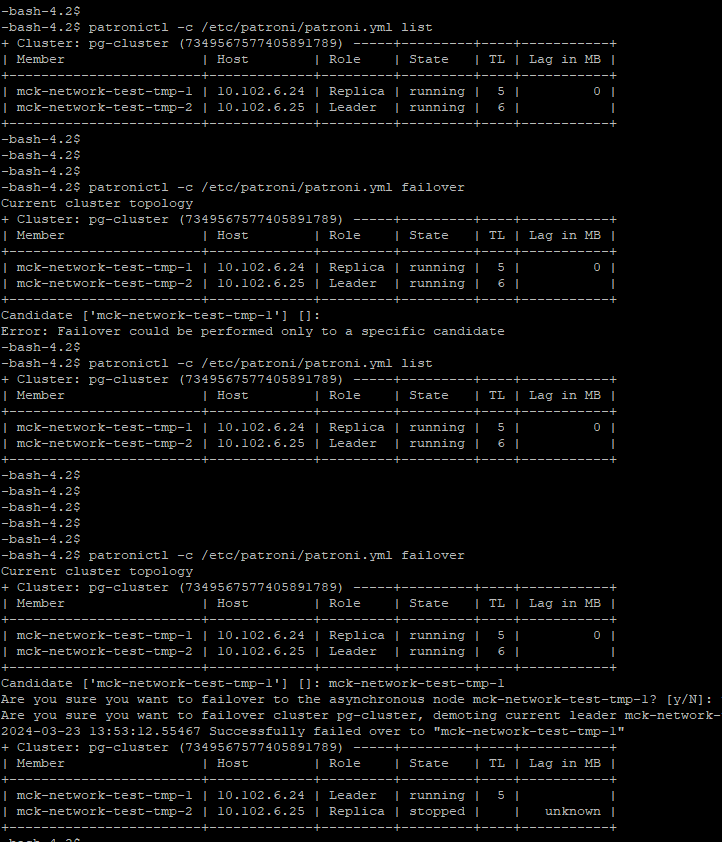 -bash-4.2$
-bash-4.2$ patronictl -c /etc/patroni/patroni.yml list
+ Cluster: pg-cluster (7349567577405891789) -----+---------+----+-----------+
| Member                 | Host        | Role    | State   | TL | Lag in MB |
+------------------------+-------------+---------+---------+----+-----------+
| mck-network-test-tmp-1 | 10.102.6.24 | Replica | running |  5 |         0 |
| mck-network-test-tmp-2 | 10.102.6.25 | Leader  | running |  6 |           |
+------------------------+-------------+---------+---------+----+-----------+
-bash-4.2$
-bash-4.2$
-bash-4.2$
-bash-4.2$ patronictl -c /etc/patroni/patroni.yml failover
Current cluster topology
+ Cluster: pg-cluster (7349567577405891789) -----+---------+----+-----------+
| Member                 | Host        | Role    | State   | TL | Lag in MB |
+------------------------+-------------+---------+---------+----+-----------+
| mck-network-test-tmp-1 | 10.102.6.24 | Replica | running |  5 |         0 |
| mck-network-test-tmp-2 | 10.102.6.25 | Leader  | running |  6 |           |
+------------------------+-------------+---------+---------+----+-----------+
Candidate ['mck-network-test-tmp-1'] []:
Error: Failover could be performed only to a specific candidate
-bash-4.2$
-bash-4.2$ patronictl -c /etc/patroni/patroni.yml list
+ Cluster: pg-cluster (7349567577405891789) -----+---------+----+-----------+
| Member                 | Host        | Role    | State   | TL | Lag in MB |
+------------------------+-------------+---------+---------+----+-----------+
| mck-network-test-tmp-1 | 10.102.6.24 | Replica | running |  5 |         0 |
| mck-network-test-tmp-2 | 10.102.6.25 | Leader  | running |  6 |           |
+------------------------+-------------+---------+---------+----+-----------+
-bash-4.2$
-bash-4.2$
-bash-4.2$
-bash-4.2$
-bash-4.2$
-bash-4.2$ patronictl -c /etc/patroni/patroni.yml failover
Current cluster topology
+ Cluster: pg-cluster (7349567577405891789) -----+---------+----+-----------+
| Member                 | Host        | Role    | State   | TL | Lag in MB |
+------------------------+-------------+---------+---------+----+-----------+
| mck-network-test-tmp-1 | 10.102.6.24 | Replica | running |  5 |         0 |
| mck-network-test-tmp-2 | 10.102.6.25 | Leader  | running |  6 |           |
+------------------------+-------------+---------+---------+----+-----------+
Candidate ['mck-network-test-tmp-1'] []: mck-network-test-tmp-1
Are you sure you want to failover to the asynchronous node mck-network-test-tmp-1? [y/N]:
Are you sure you want to failover cluster pg-cluster, demoting current leader mck-network-
2024-03-23 13:53:12.55467 Successfully failed over to "mck-network-test-tmp-1"
+ Cluster: pg-cluster (7349567577405891789) -----+---------+----+-----------+
| Member                 | Host        | Role    | State   | TL | Lag in MB |
+------------------------+-------------+---------+---------+----+-----------+
| mck-network-test-tmp-1 | 10.102.6.24 | Leader  | running |  5 |           |
| mck-network-test-tmp-2 | 10.102.6.25 | Replica | stopped |    |   unknown |
+------------------------+-------------+---------+---------+----+-----------+
-bash-4.2$